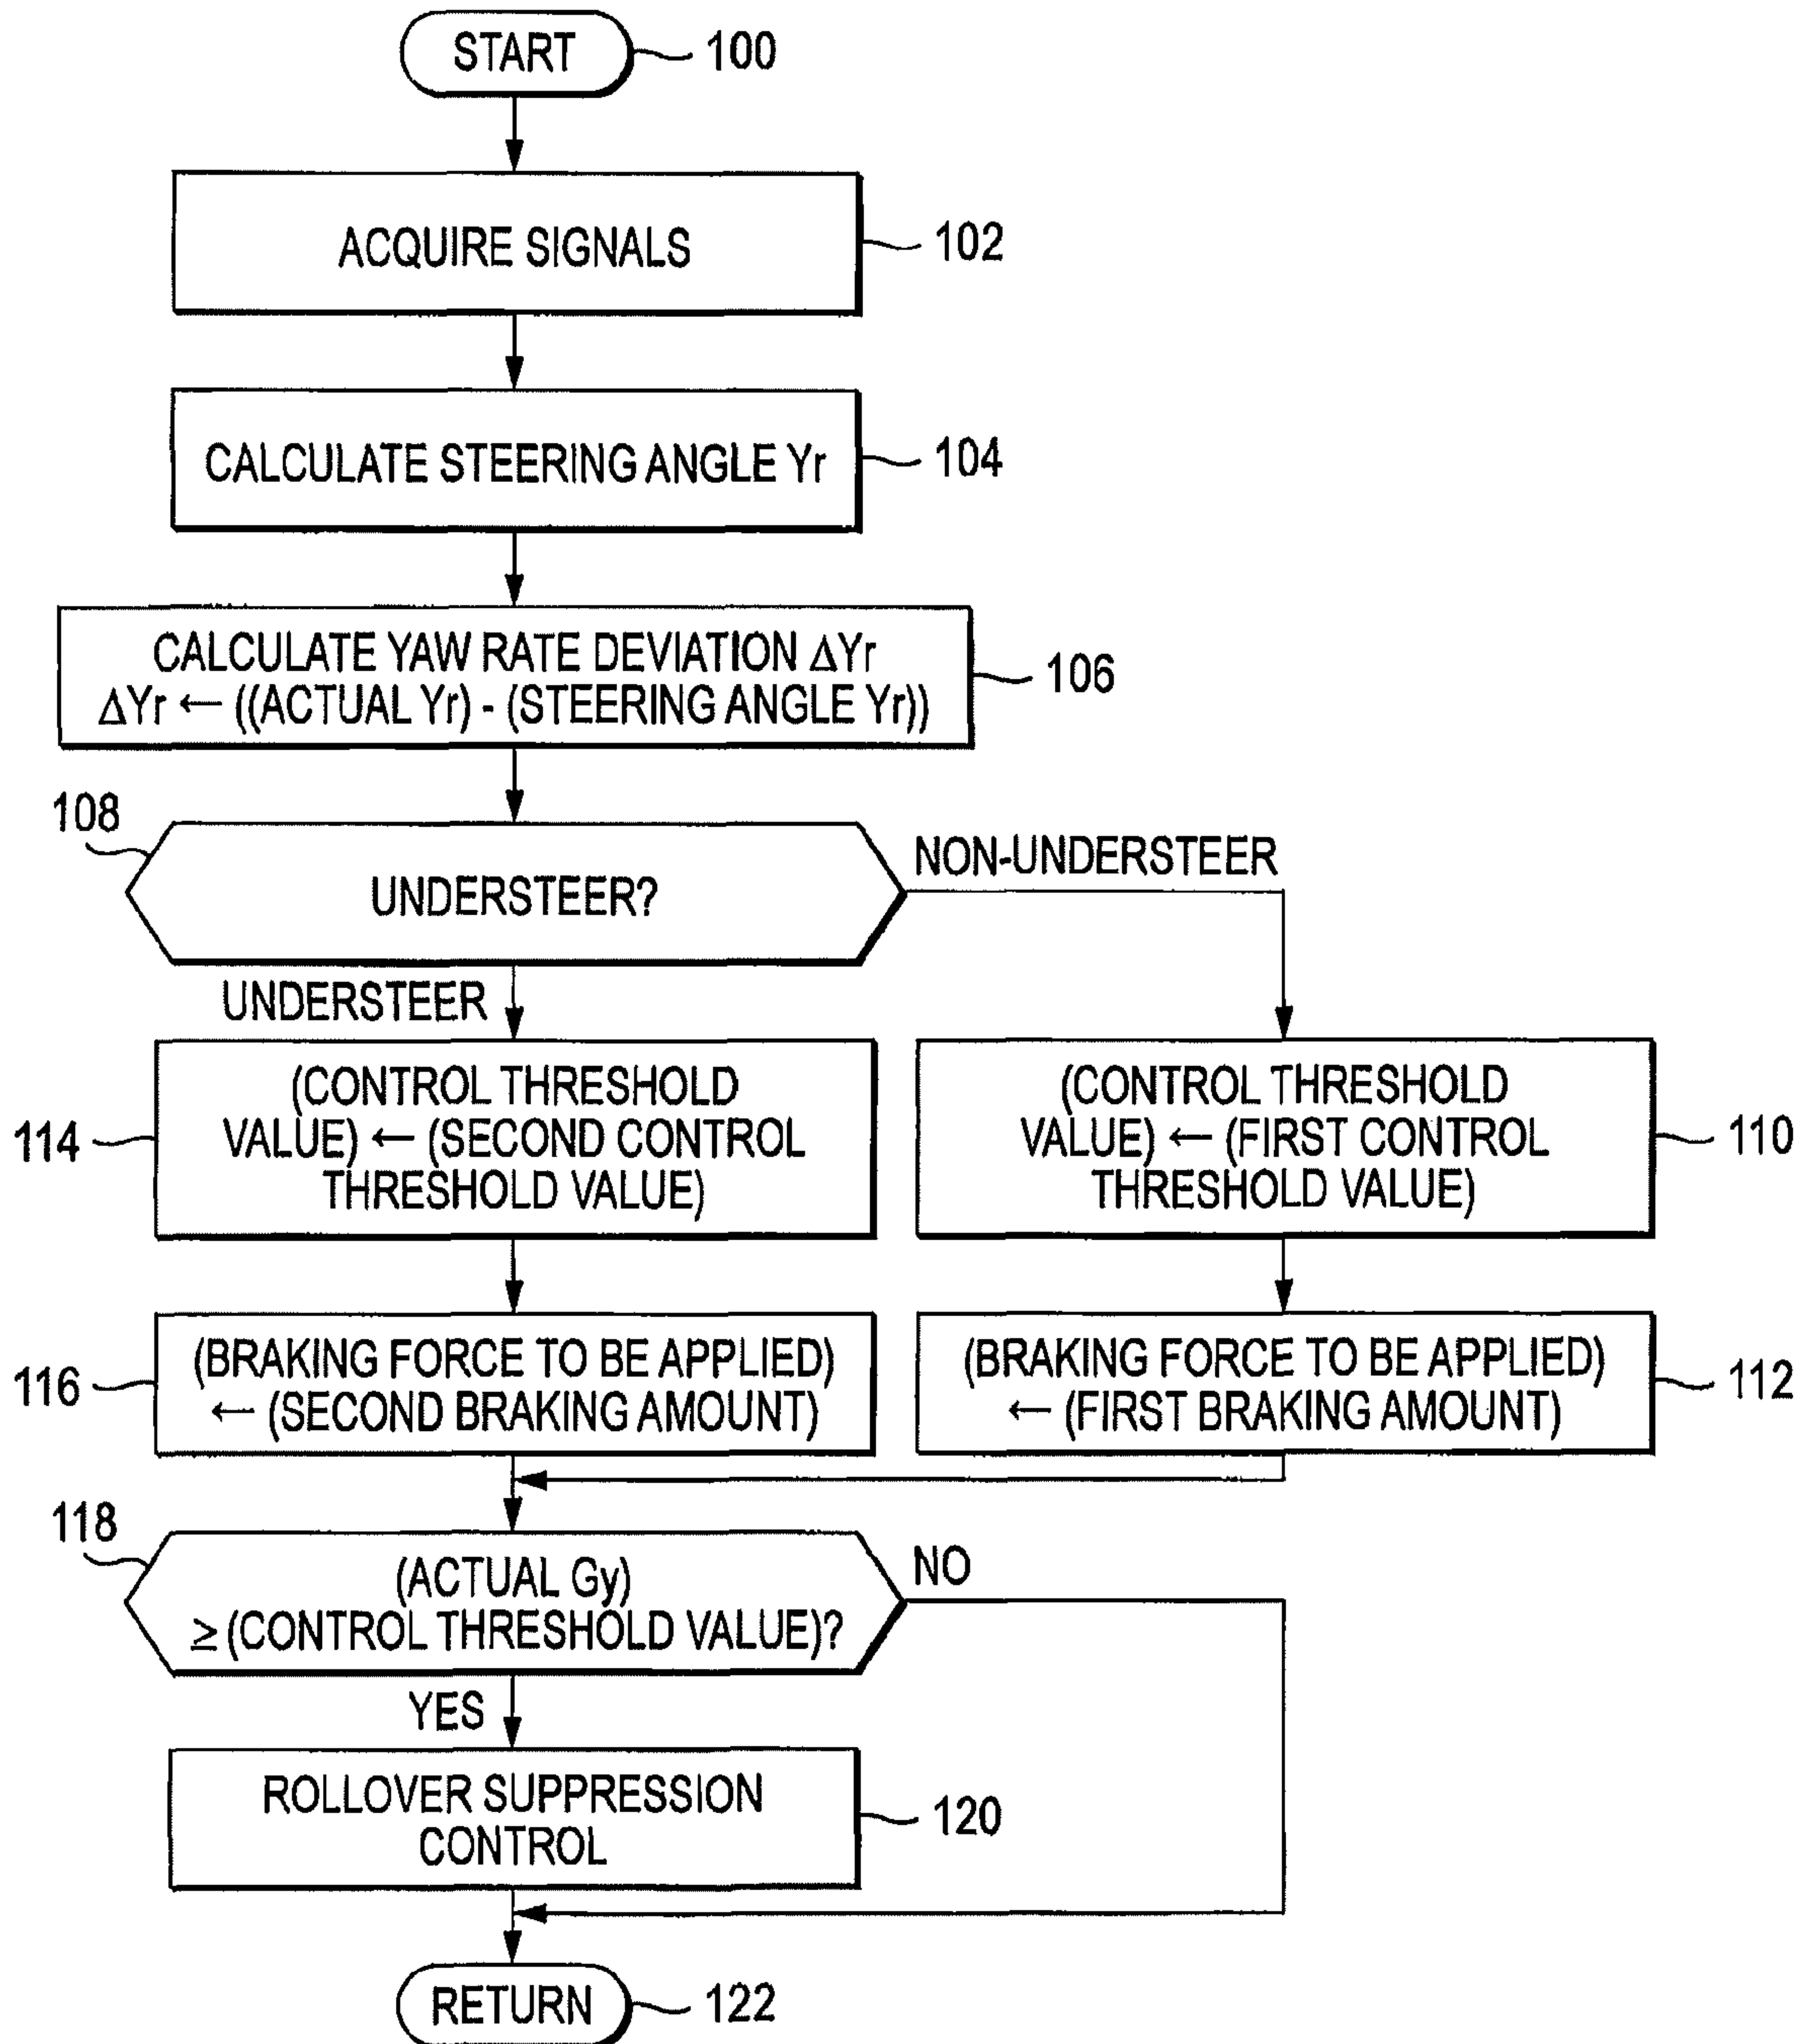 START
100
ACQUIRE SIGNALS
102
CALCULATE STEERING ANGLE Yr
104
CALCULATE YAW RATE DEVIATION ΔYr
ΔYr ← ((ACTUAL Yr) - (STEERING ANGLE Yr))
106
108
UNDERSTEER?
NON-UNDERSTEER
UNDERSTEER
114
(CONTROL THRESHOLD
VALUE) ← (SECOND CONTROL
THRESHOLD VALUE)
(CONTROL THRESHOLD
VALUE) ← (FIRST CONTROL
THRESHOLD VALUE)
110
116
(BRAKING FORCE TO BE APPLIED)
← (SECOND BRAKING AMOUNT)
(BRAKING FORCE TO BE APPLIED)
← (FIRST BRAKING AMOUNT)
112
118
(ACTUAL Gy)
≥ (CONTROL THRESHOLD VALUE)?
NO
YES
ROLLOVER SUPPRESSION
CONTROL
120
RETURN
122